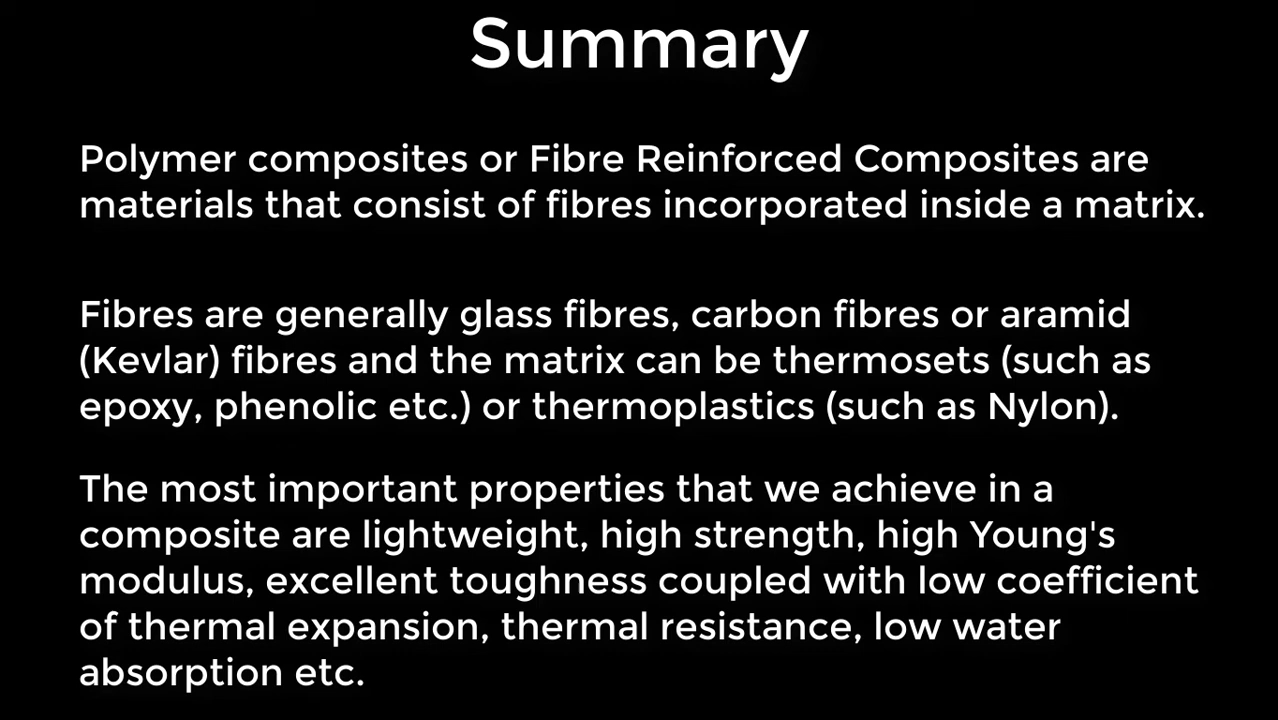 Summary
Polymer composites or Fibre Reinforced Composites are
materials that consist of fibres incorporated inside a matrix.
Fibres are generally glass fibres, carbon fibres or aramid
(Kevlar) fibres and the matrix can be thermosets (such as
epoxy, phenolic etc.) or thermoplastics (such as Nylon).
The most important properties that we achieve in a
composite are lightweight, high strength, high Young's
modulus, excellent toughness coupled with low coefficient
of thermal expansion, thermal resistance, low water
absorption etc.